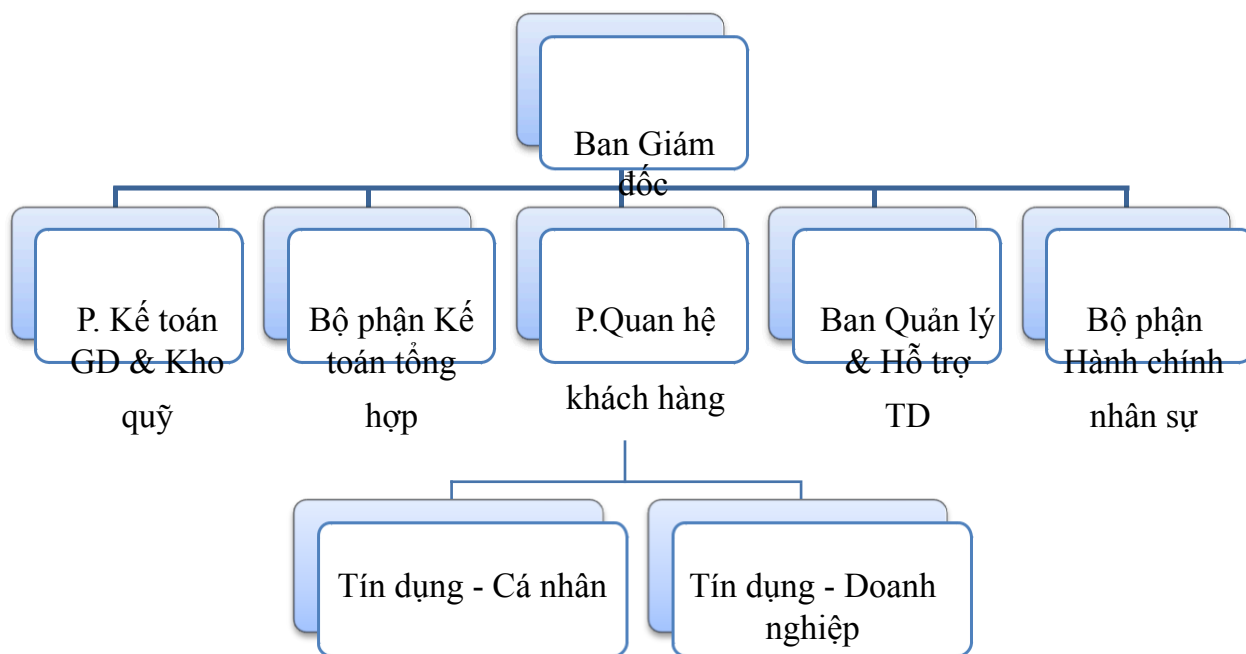 Ban Giám
đốc
P. Kế toán
GD & Kho
quỹ
Bộ phận Kế
toán tổng
hợp
P.Quan hệ
khách hàng
Ban Quản lý
& Hỗ trợ
TD
Bộ phận
Hành chính
nhân sự
Tín dụng - Cá nhân
Tín dụng - Doanh
nghiệp